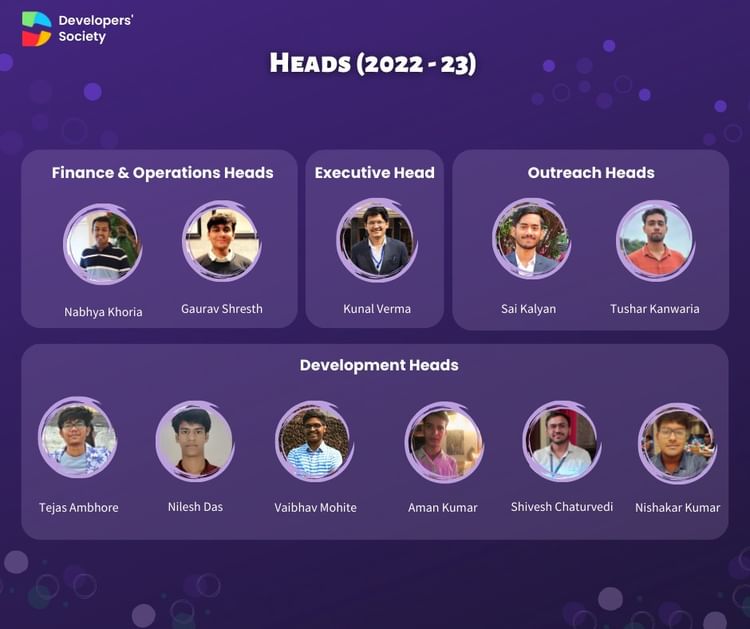 Developers'
Society
Heads (2022 - 23)
Finance & Operations Heads
Nabhya Khoria
Gaurav Shresth
Executive Head
Kunal Verma
Outreach Heads
Sai Kalyan
Tushar Kanwaria
Development Heads
Tejas Ambhore
Nilesh Das
Vaibhav Mohite
Aman Kumar
Shivesh Chaturvedi
Nishakar Kumar